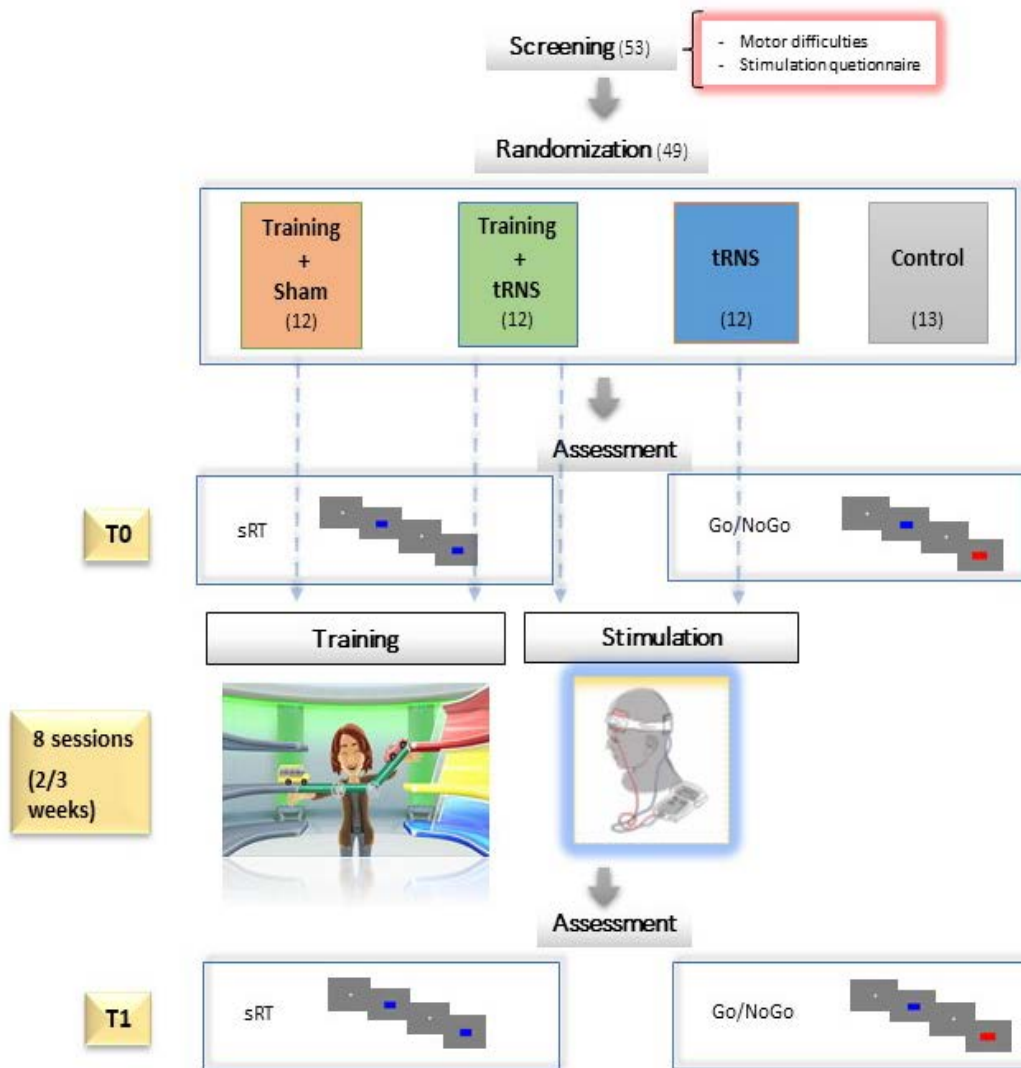 Screening (53)
- Motor difficulties
- Stimulation quetionnaire
Randomization (49)
Training
+
Sham
(12)
Training
+
tRNS
(12)
tRNS
(12)
Control
(13)
Assessment
T0
sRT
Go/NoGo
Training
Stimulation
8 sessions
(2/3
weeks)
Assessment
T1
sRT
Go/NoGo